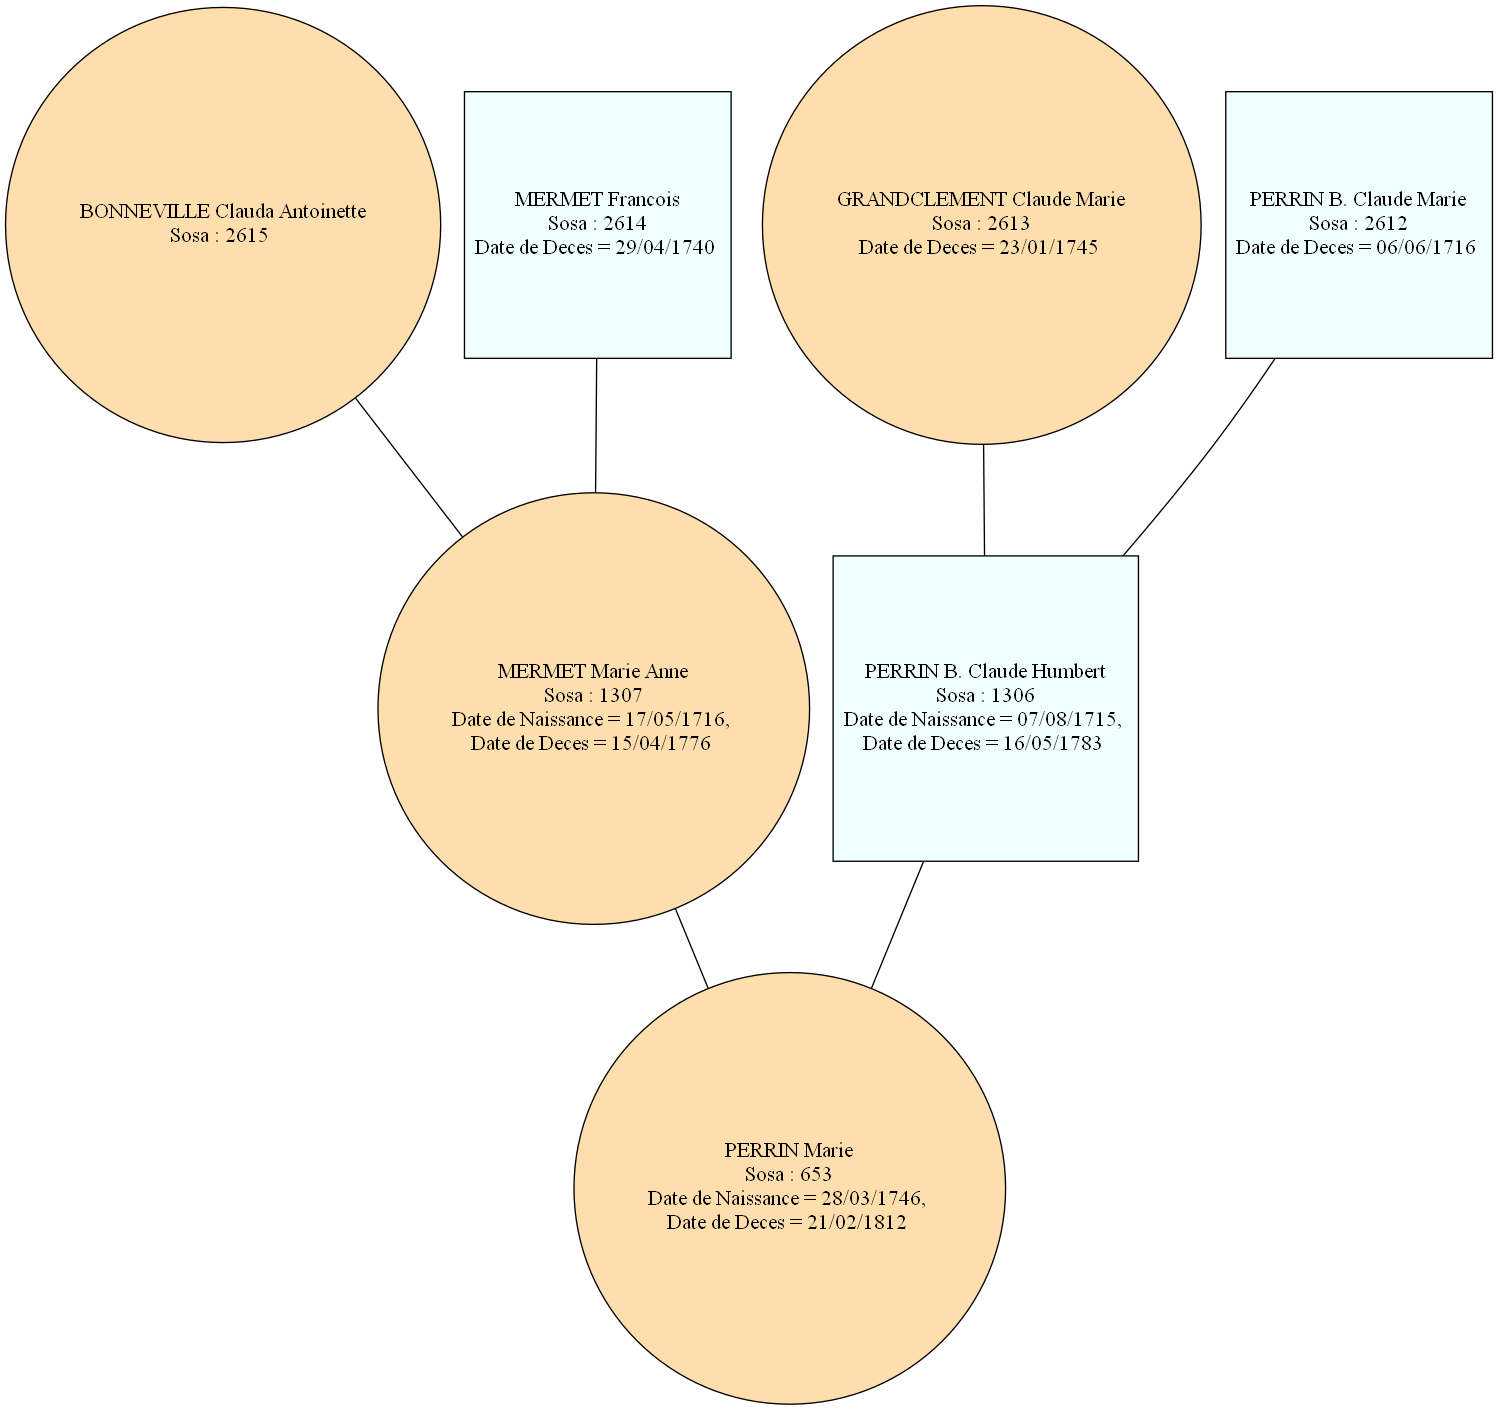 BONNEVILLE Clauda Antoinette
Sosa : 2615
MERMET Francois
Sosa : 2614
Date de Deces = 29/04/1740
GRANDCLEMENT Claude Marie
Sosa : 2613
Date de Deces = 23/01/1745
PERRIN B. Claude Marie
Sosa : 2612
Date de Deces = 06/06/1716
MERMET Marie Anne
Sosa : 1307
Date de Naissance = 17/05/1716,
Date de Deces = 15/04/1776
PERRIN B. Claude Humbert
Sosa : 1306
Date de Naissance = 07/08/1715,
Date de Deces = 16/05/1783
PERRIN Marie
Sosa : 653
Date de Naissance = 28/03/1746,
Date de Deces = 21/02/1812